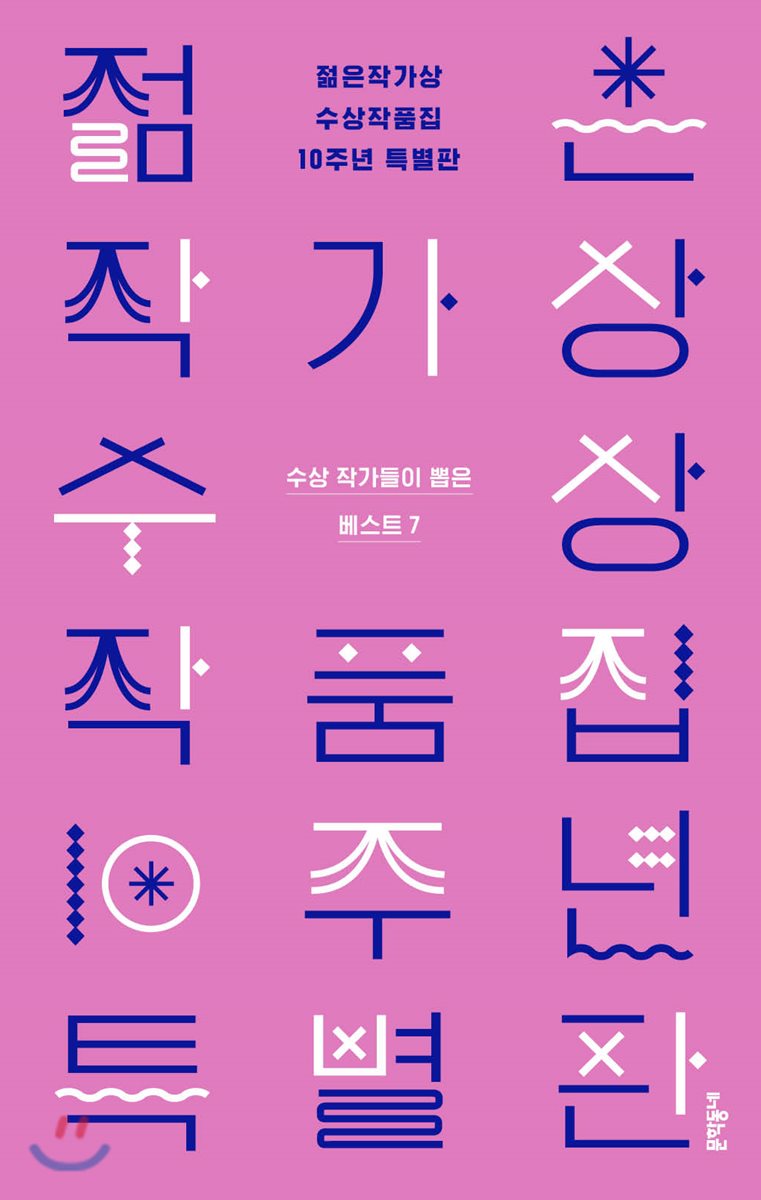 젊은작가상
수상작품집
10주년 특별판
젊 은
작 가 상
수 상
수상 작가들이 뽑은
베스트 7
작 품 집
10 주 년
특 별 판
문학동네